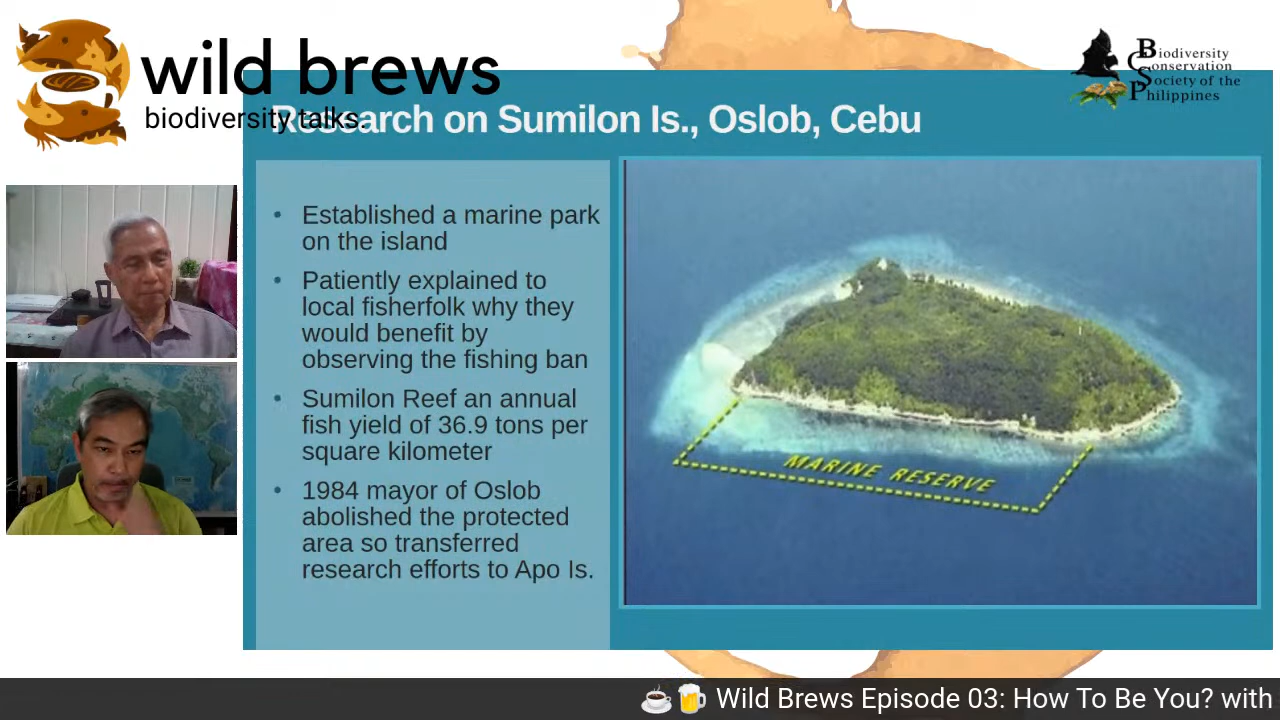 wild brews
biodiversity talks.
Biodiversity
Conservation
Society of the
Philippines
Research on Sumilon Is., Oslob, Cebu
• Established a marine park
on the island
• Patiently explained to
local fisherfolk why they
would benefit by
observing the fishing ban
• Sumilon Reef an annual
fish yield of 36.9 tons per
square kilometer
• 1984 mayor of Oslob
abolished the protected
area so transferred
research efforts to Apo Is.
MARINE RESERVE
☕🍺 Wild Brews Episode 03: How To Be You? with